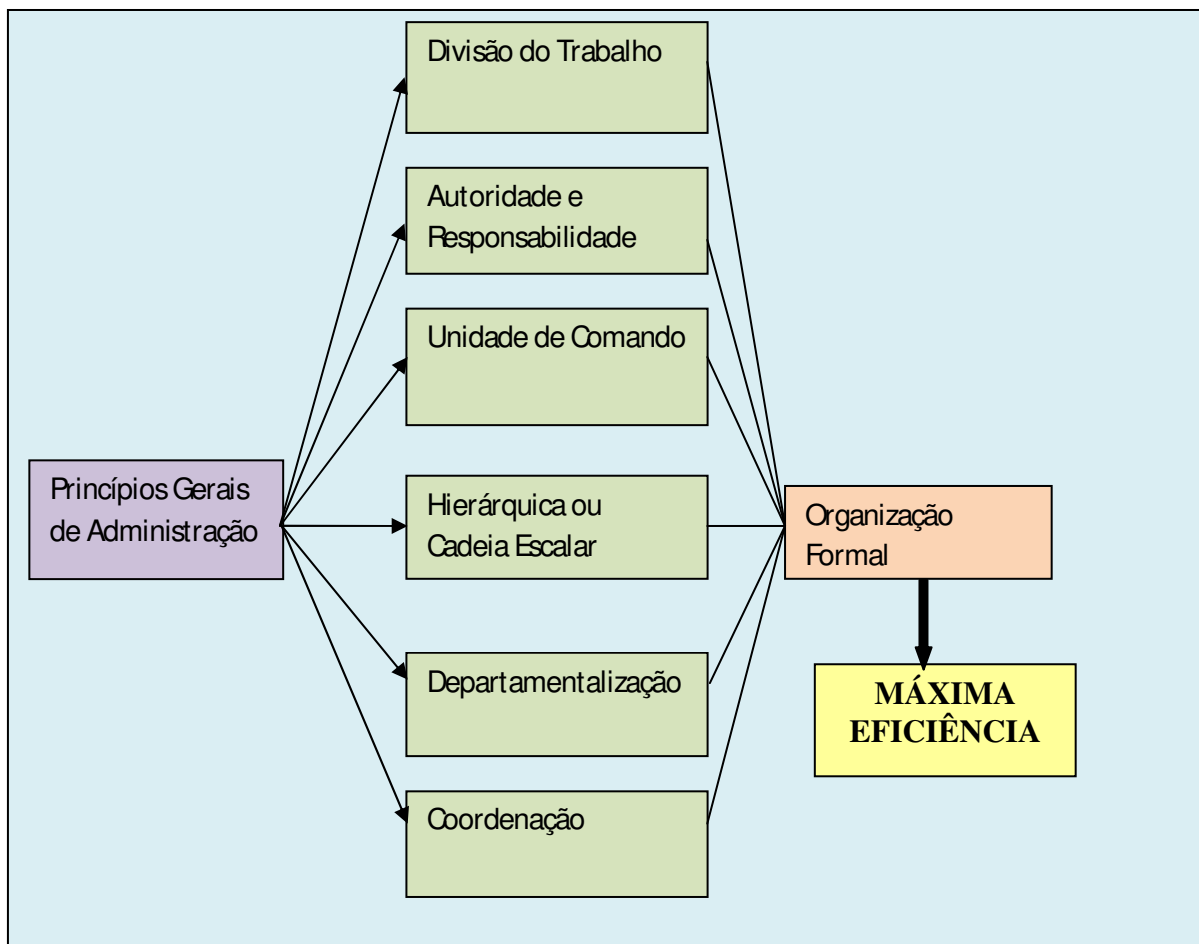 Divisão do Trabalho
Autoridade e
Responsabilidade
Unidade de Comando
Princípios Gerais
de Administração
Hierárquica ou
Cadeia Escalar
Organização
Formal
Departamentalização
MÁXIMA
EFICIÊNCIA
Coordenação